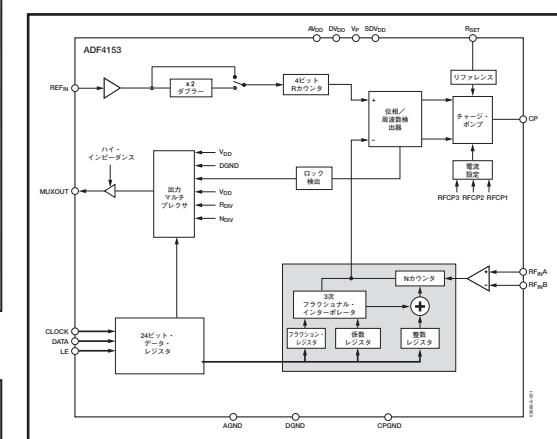 ADF4153
AVDD DVDD VP SDVDD
RSET
リファレンス
REFIN
×2
ダブラー
4ビット
Rカウンタ
位相/
周波数検
出器
+
−
チャージ・
ポンプ
CP
ハイ・
インピーダンス
MUXOUT
出力
マルチ
プレクサ
VDD
DGND
VDD
RDIV
NDIV
ロック
検出
電流
設定
RFCP3 RFCP2 RFCP1
3次
フラクショナル・
インターポレータ
Nカウンタ
+
+
−
RFINA
RFINB
フラクション・
レジスタ
係数
レジスタ
整数
レジスタ
CLOCK
DATA
LE
24ビット・
データ・
レジスタ
AGND
DGND
CPGND